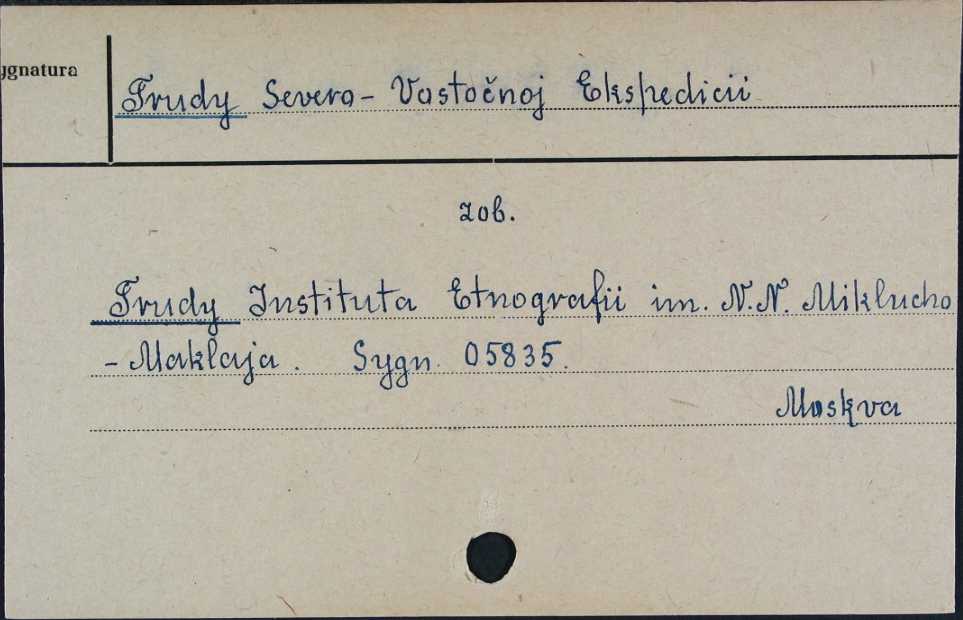 ygnatura
Trudy Severo-Vostočnoj Ekspedicii
zob.
Trudy Instituta Etnografii im. N.N. Miklucho
-Maklaja. Sygn. 05835.
Moskva